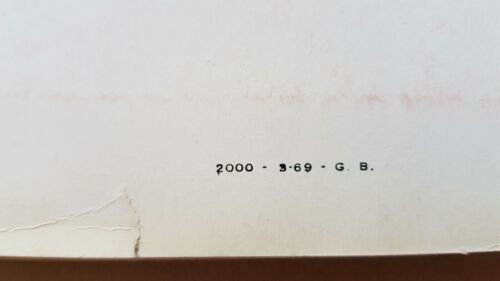 2000 - 3-69 - G. B.